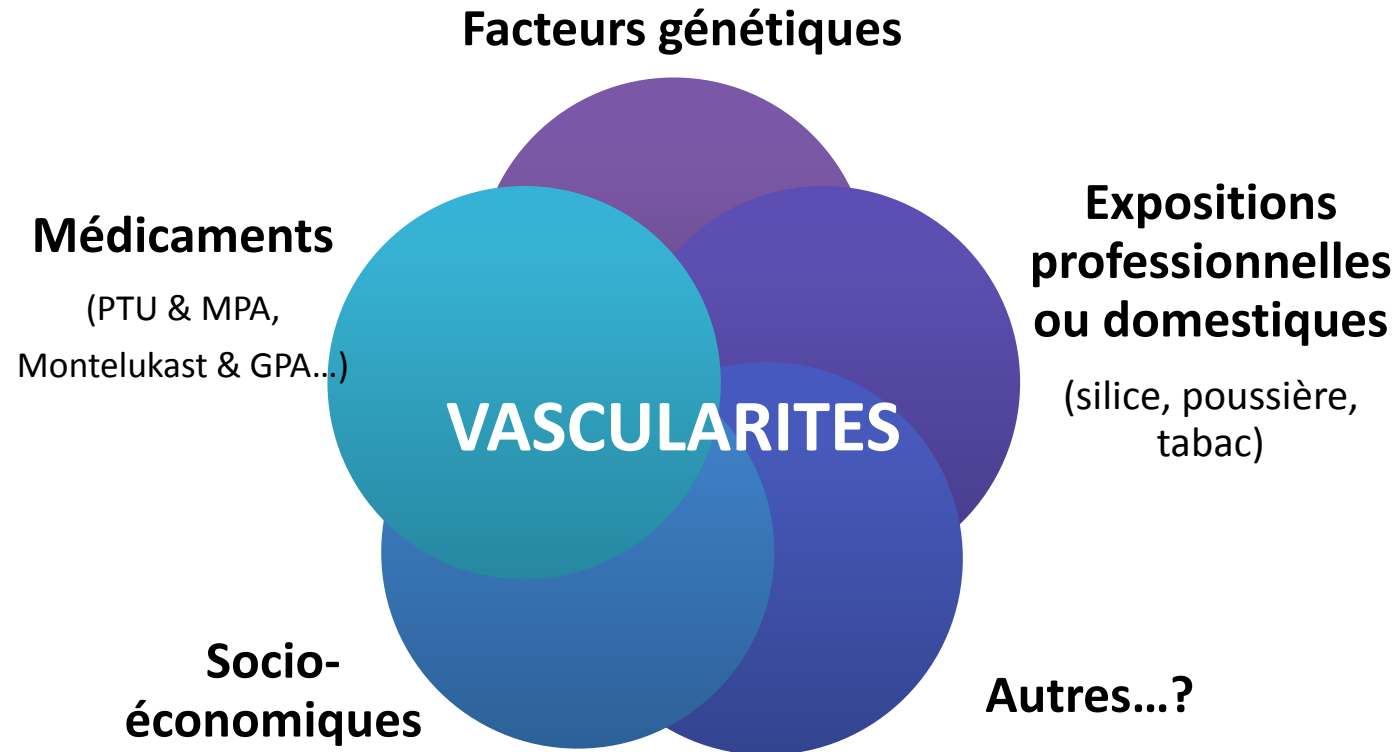 Facteurs génétiques
Médicaments
(PTU & MPA,
Montelukast & GPA...)
Expositions
professionnelles
ou domestiques
(silice, poussière,
tabac)
VASCULARITES
Socio-
économiques
Autres...?